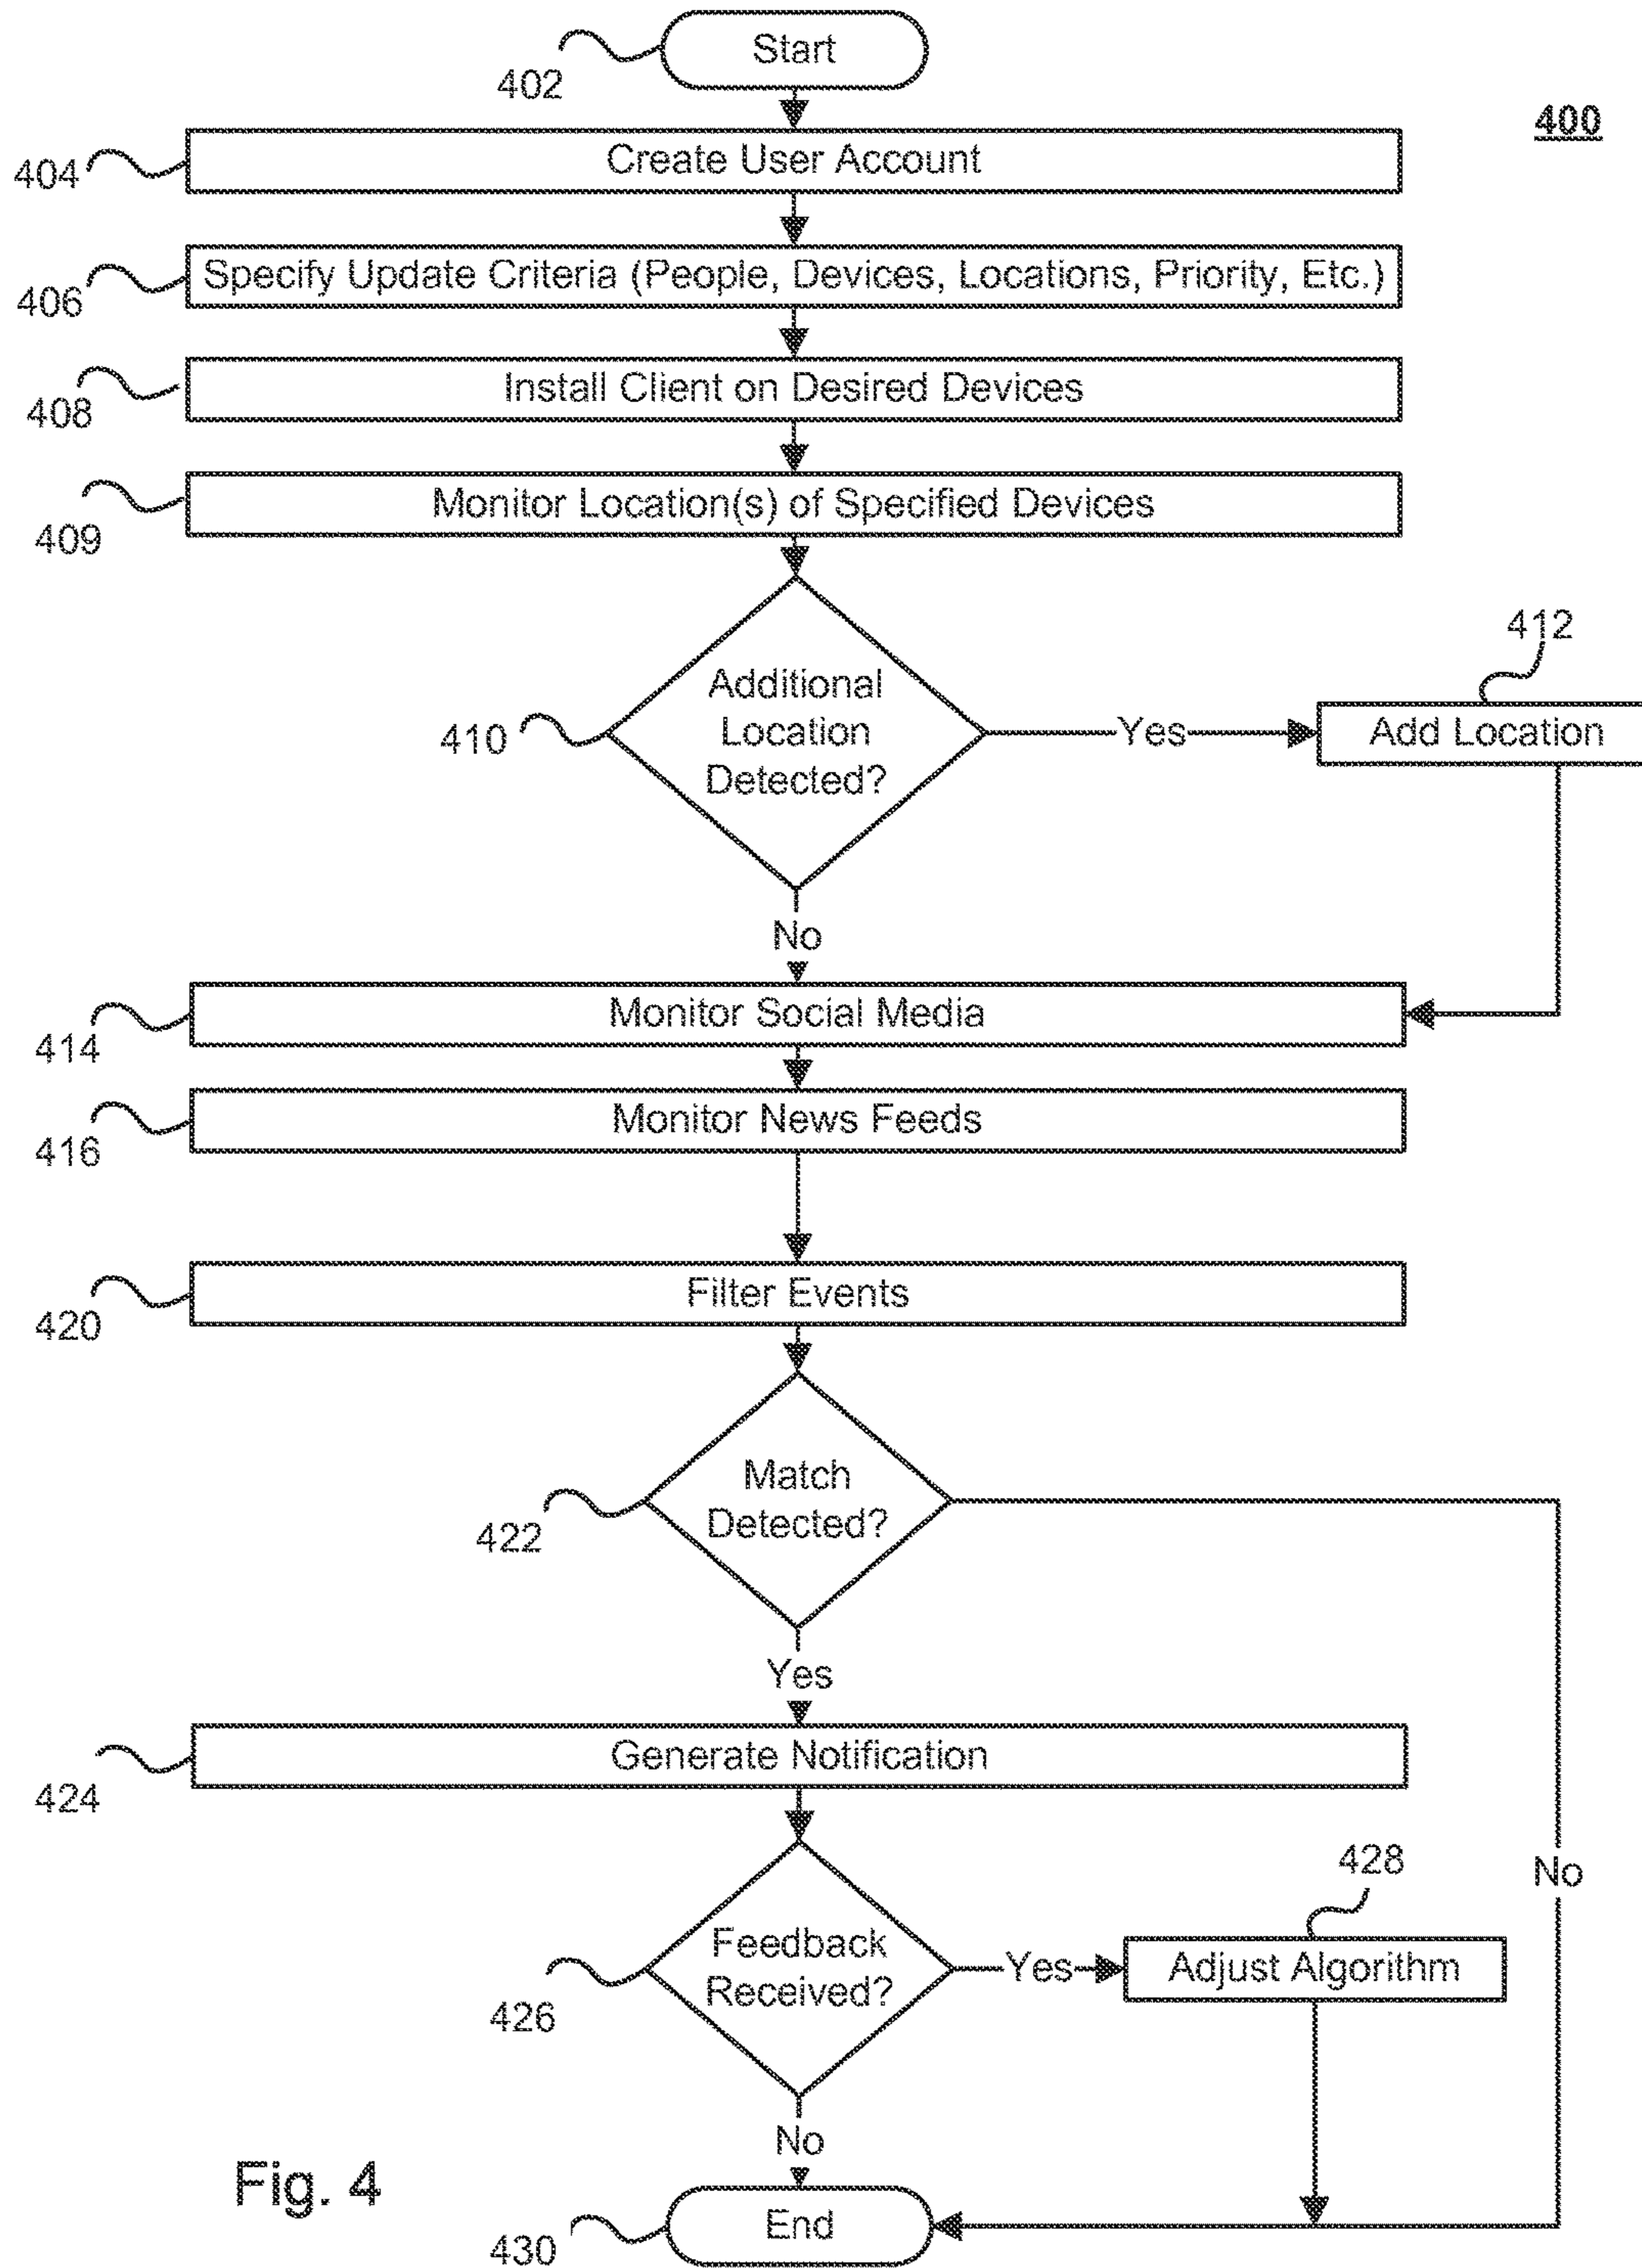 Start
402
400
Create User Account
404
Specify Update Criteria (People, Devices, Locations, Priority, Etc.)
406
Install Client on Desired Devices
408
Monitor Location(s) of Specified Devices
409
412
Additional
Location
Detected?
410
Yes
Add Location
No
Monitor Social Media
414
Monitor News Feeds
416
Filter Events
420
Match
Detected?
422
Yes
Generate Notification
424
428
No
Feedback
Received?
426
Yes
Adjust Algorithm
No
Fig. 4
End
430